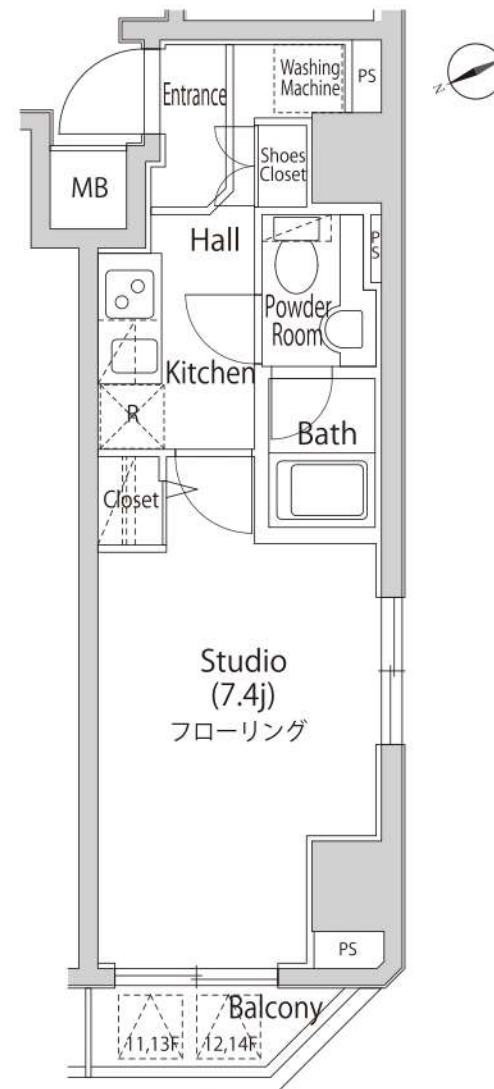 Washing
Machine
PS
Entrance
Shoes
Closet
MB
N
Hall
PS
Powder
Room
Kitchen
R
Bath
Closet
Studio
(7.4j)
フローリング
PS
Balcony
11,13F
12,14F